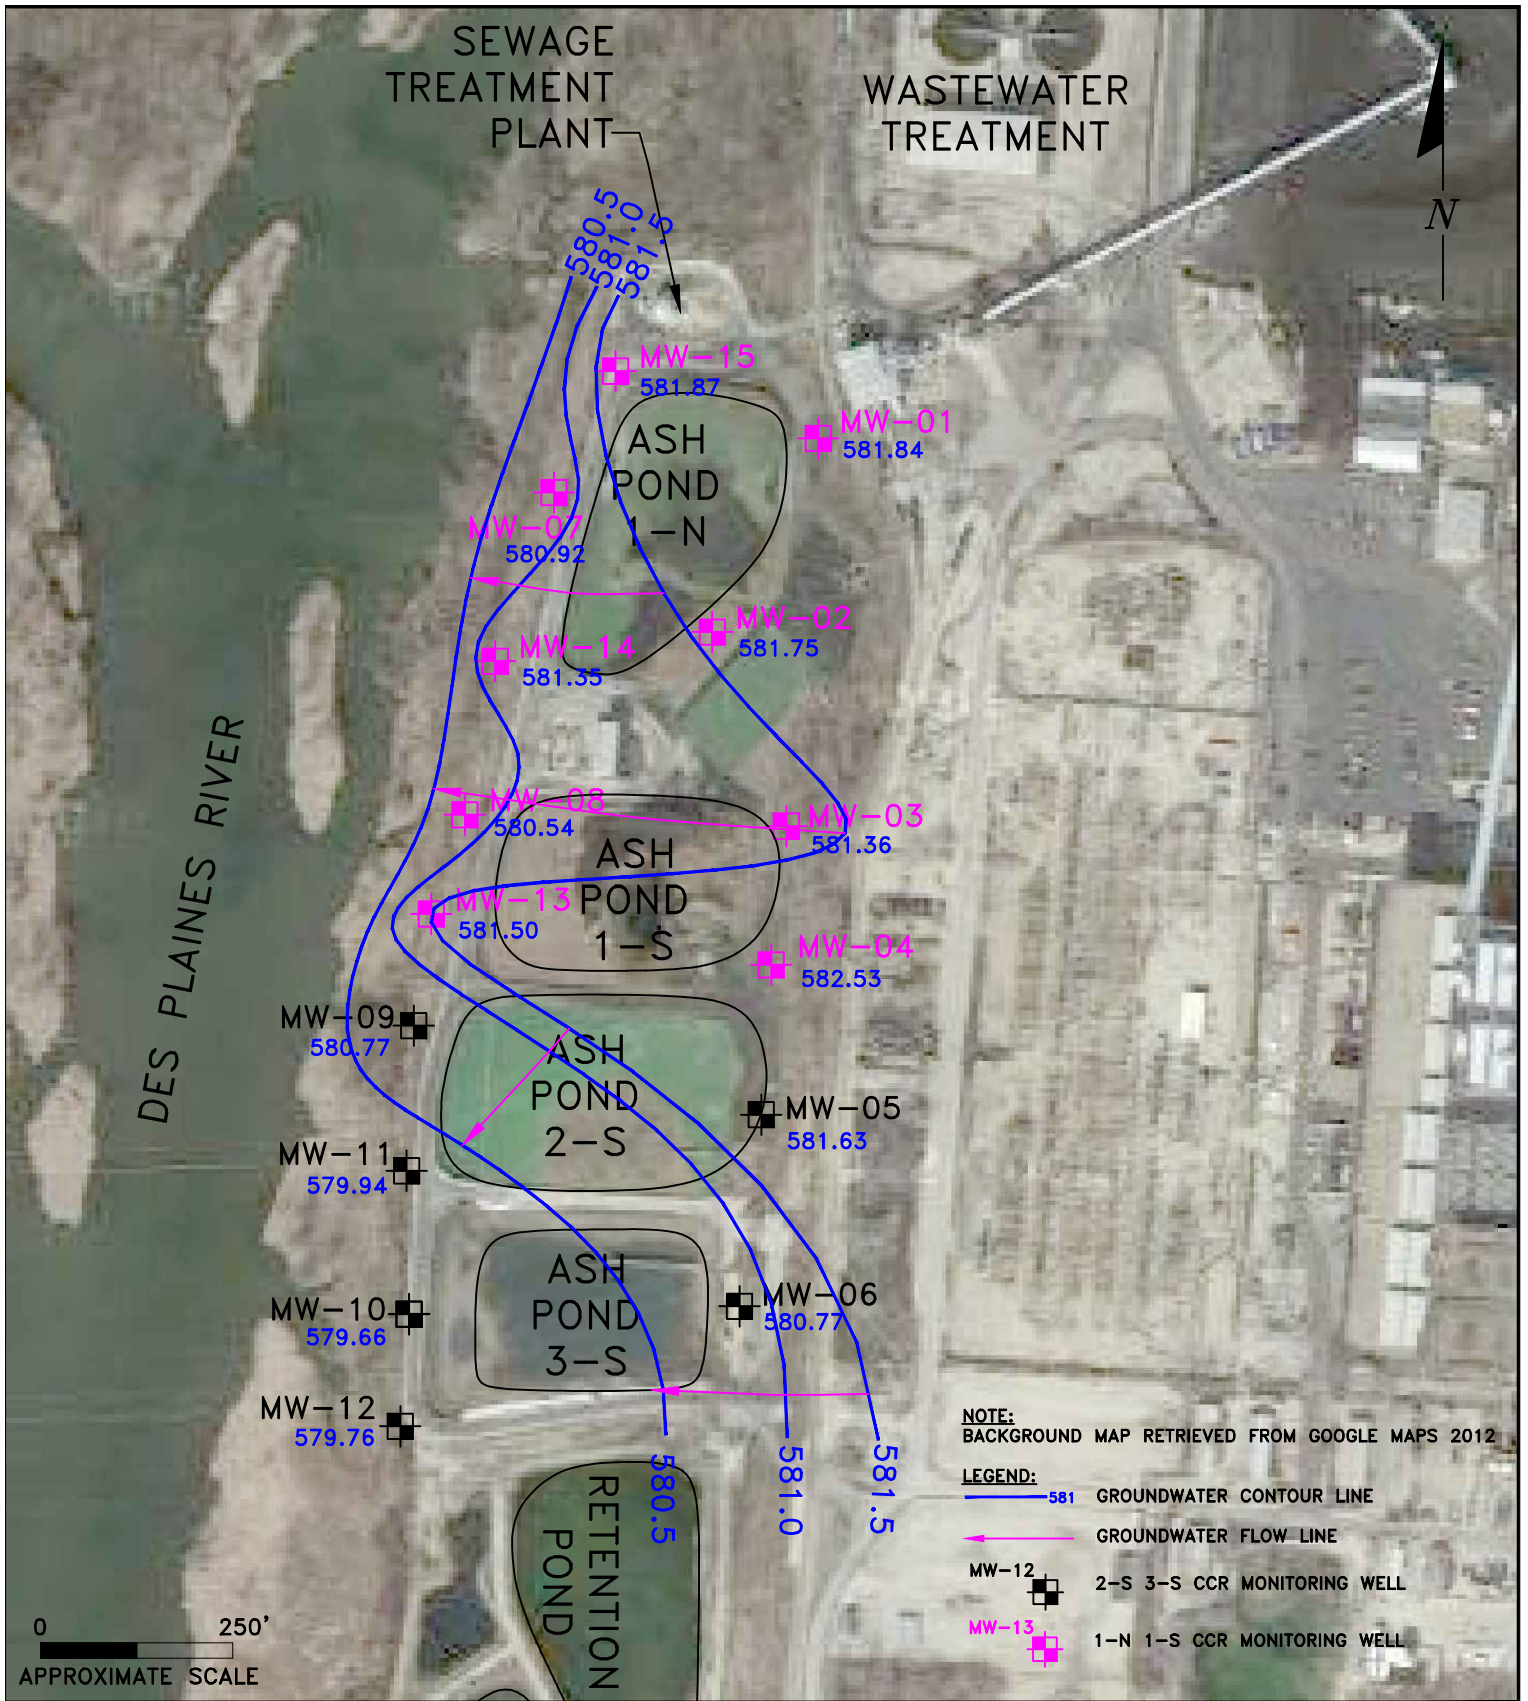 SEWAGE
TREATMENT
PLANT
WASTEWATER
TREATMENT
N
580.5
581.0
581.5
MW-15
581.87
MW-01
581.84
ASH
POND
1-N
MW-07
580.92
MW-02
581.75
MW-14
581.35
DES PLAINES RIVER
MW-08
580.54
MW-03
581.36
ASH
POND
1-S
MW-13
581.50
MW-04
582.53
MW-09
580.77
ASH
POND
2-S
MW-05
581.63
MW-11
579.94
ASH
POND
3-S
MW-06
580.77
MW-10
579.66
MW-12
579.76
580.5
581.0
581.5
RETENTION
POND
NOTE:
BACKGROUND MAP RETRIEVED FROM GOOGLE MAPS 2012
LEGEND:
581 GROUNDWATER CONTOUR LINE
GROUNDWATER FLOW LINE
MW-12
2-S 3-S CCR MONITORING WELL
MW-13
1-N 1-S CCR MONITORING WELL
0 250'
APPROXIMATE SCALE